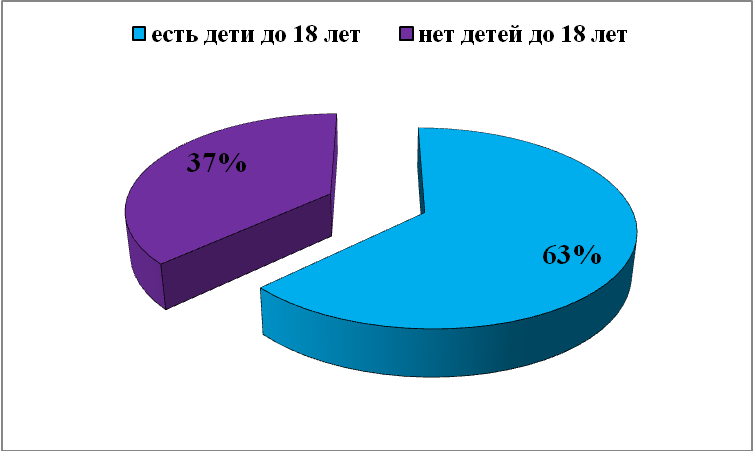 есть дети до 18 лет нет детей до 18 лет
37%
63%